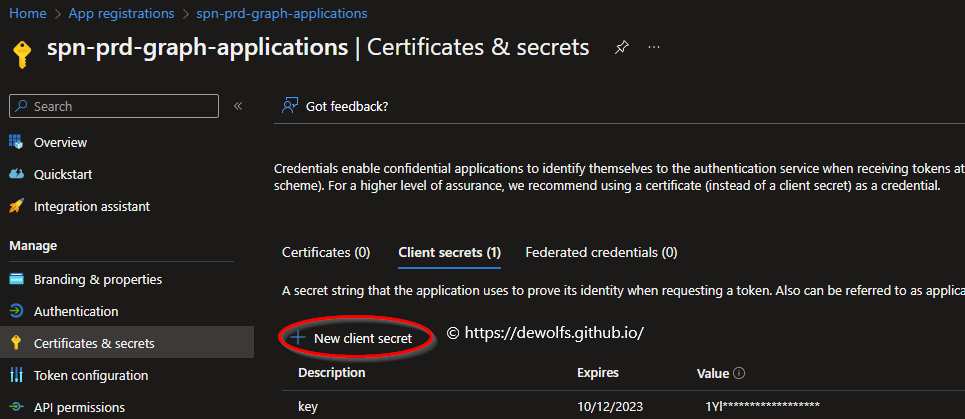 Home > App registrations > spn-prd-graph-applications
spn-prd-graph-applications | Certificates & secrets
Search
Got feedback?
Overview
Quickstart
Integration assistant
Manage
Branding & properties
Authentication
Certificates & secrets
Token configuration
API permissions
Credentials enable confidential applications to identify themselves to the authentication service when receiving tokens at
scheme). For a higher level of assurance, we recommend using a certificate (instead of a client secret) as a credential.
Certificates (0) Client secrets (1) Federated credentials (0)
A secret string that the application uses to prove its identity when requesting a token. Also can be referred to as applica
New client secret
© https://dewolfs.github.io/
Description Expires Value
key 10/12/2023 1Yl******************